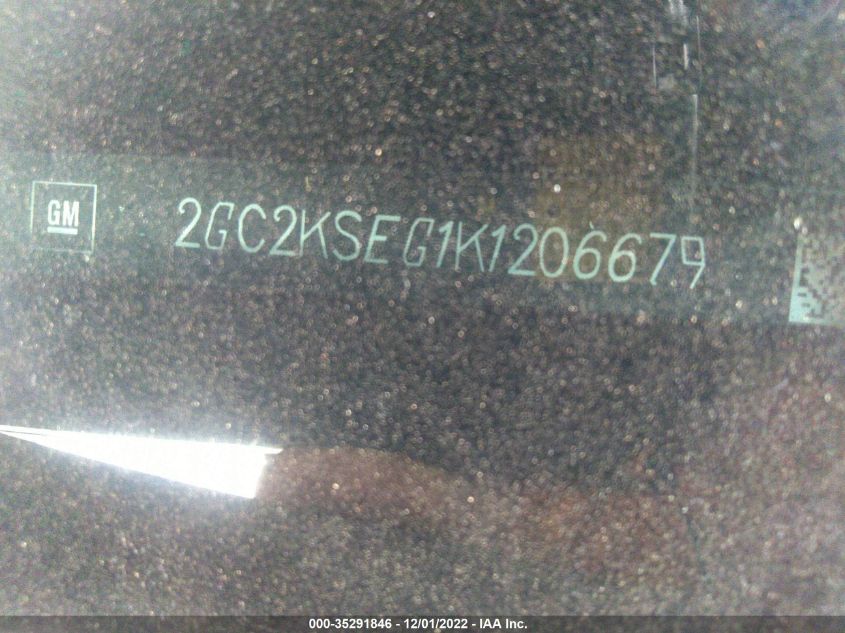 GM
2GC2KSEG1K1206679
000-35291846 - 12/01/2022 - IAA Inc.